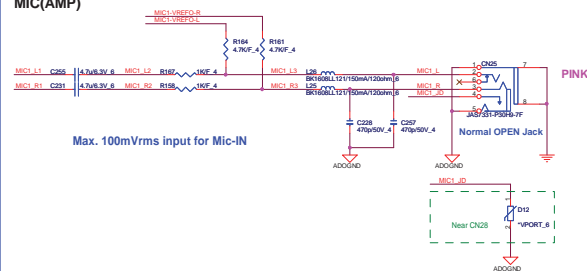 MIC(AMP)
MIC1-VREFO-R
MIC1-VREFO-L
R164
4.7K/F_4
R161
4.7K/F_4
MIC1_L1 C255 4.7u/6.3V_6 MIC1_L2 R167 1K/F_4 MIC1_L3 L26 MIC1_L
BK1608LL121/150mA/120ohm_6
MIC1_R1 C231 4.7u/6.3V_6 MIC1_R2 R158 1K/F_4 MIC1_R3 L25 MIC1_R
BK1608LL121/150mA/120ohm_6
MIC1_JD
CN25
1
2
6
3
4
5
7
8
JAS7331-P30H9-7F
PINK
Normal OPEN Jack
C228
470p/50V_4
C257
470p/50V_4
Max. 100mVrms input for Mic-IN
ADOGND
ADOGND
MIC1_JD
1
2
D12
*VPORT_6
Near CN28
ADOGND